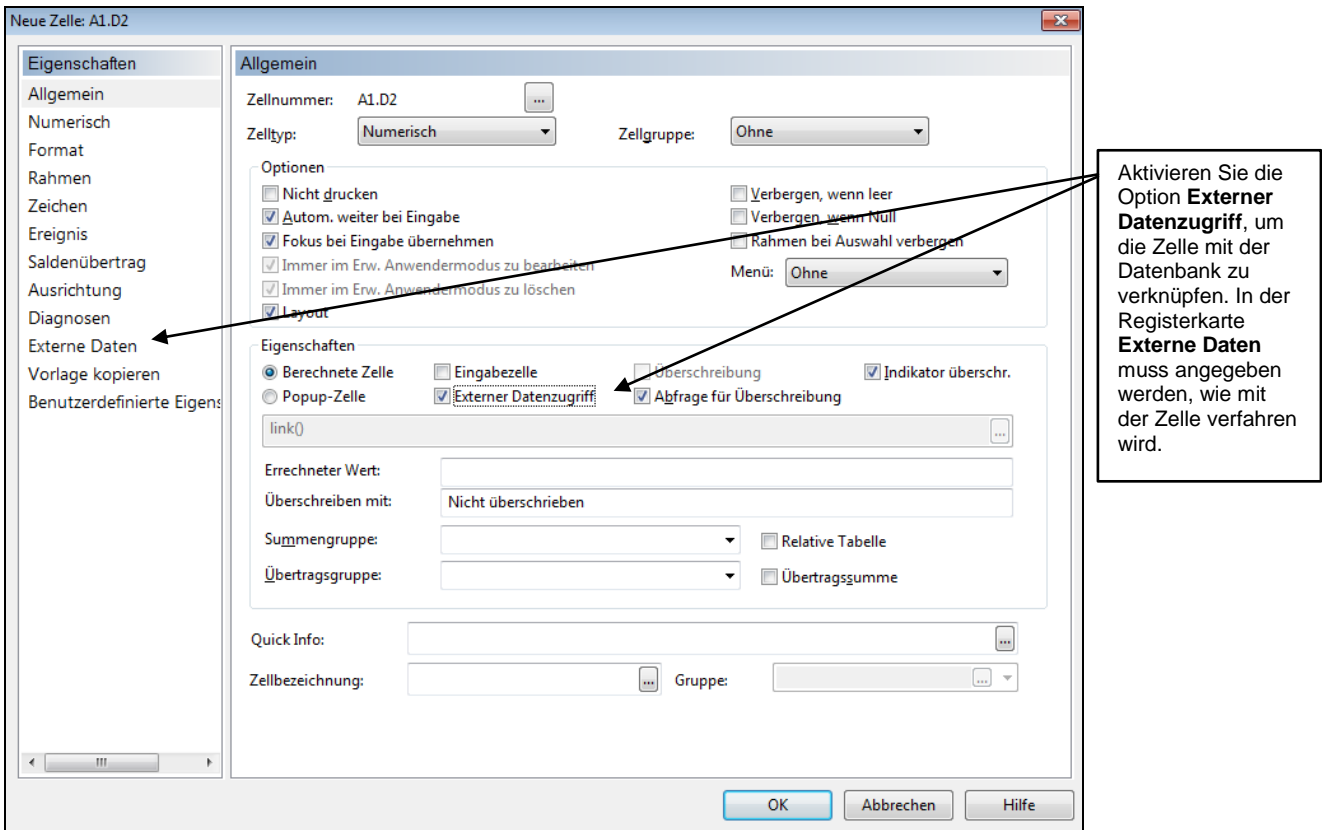 Neue Zelle: A1.D2
Eigenschaften
Allgemein
Numerisch
Format
Rahmen
Zeichen
Ereignis
Saldenübertrag
Ausrichtung
Diagnosen
Externe Daten
Vorlage kopieren
Benutzerdefinierte Eigens
Allgemein
Zellnummer: A1.D2 ...
Zelltyp: Numerisch Zellgruppe: Ohne
Optionen
Nicht drucken Verbergen, wenn leer
Autom. weiter bei Eingabe Verbergen, wenn Null
Fokus bei Eingabe übernehmen Rahmen bei Auswahl verbergen
Immer im Erw. Anwendermodus zu bearbeiten Menü: Ohne
Immer im Erw. Anwendermodus zu löschen
Layout
Eigenschaften
Berechnete Zelle Eingabezelle Überschreibung Indikator überschr.
Popup-Zelle Externer Datenzugriff Abfrage für Überschreibung
link() ...
Errechneter Wert:
Überschreiben mit: Nicht überschrieben
Summengruppe: Relative Tabelle
Übertragsgruppe: Übertragssumme
Quick Info: ...
Zellbezeichnung: ... Gruppe: ...
OK Abbrechen Hilfe
Aktivieren Sie die
Option Externer
Datenzugriff, um
die Zelle mit der
Datenbank zu
verknüpfen. In der
Registerkarte
Externe Daten
muss angegeben
werden, wie mit
der Zelle verfahren
wird.